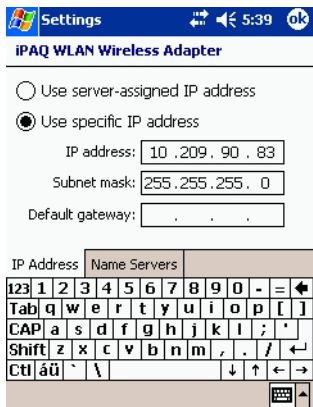 Settings 5:39 ok
iPAQ WLAN Wireless Adapter
Use server-assigned IP address
Use specific IP address
IP address: 10 .209. 90 . 83
Subnet mask: 255.255.255. 0
Default gateway: . . .
IP Address Name Servers
123 1 2 3 4 5 6 7 8 9 0 - =
Tab q w e r t y u i o p [ ]
CAP a s d f g h j k l ; '
Shift z x c v b n m , . /
Ctl áü ` \